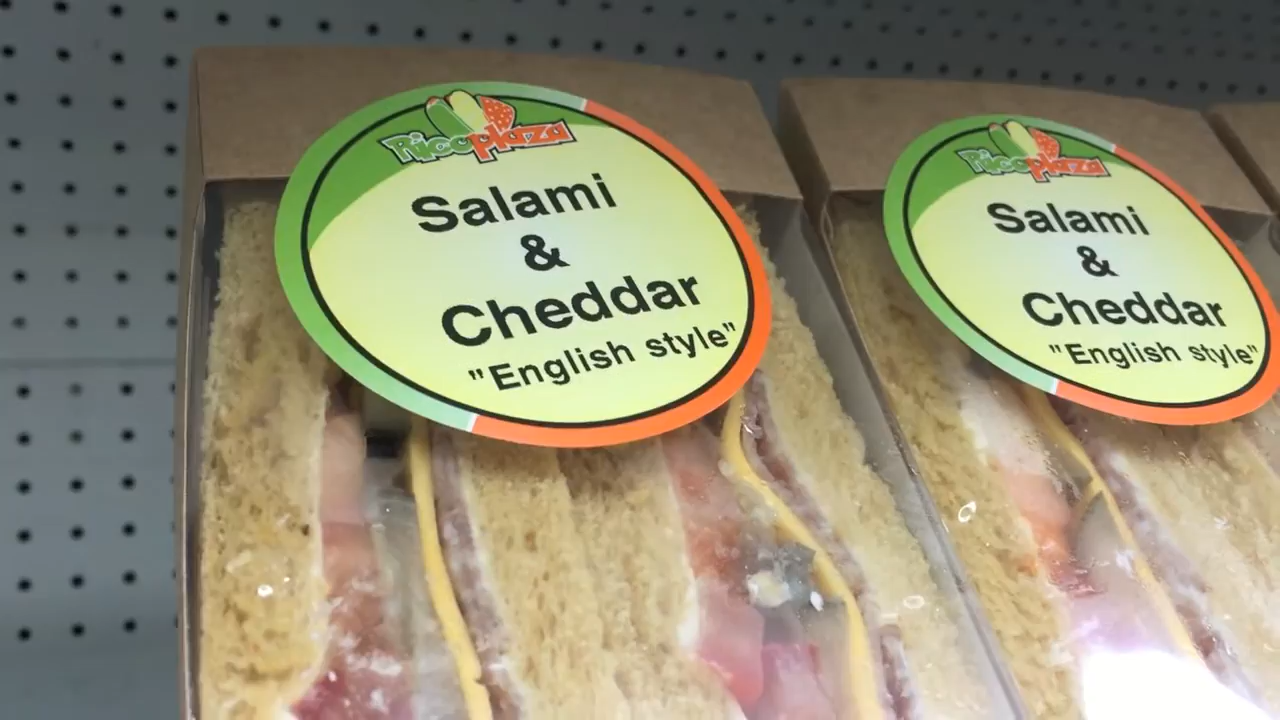 Ricoplaza
Salami
&
Cheddar
"English style"
Ricoplaza
Salami
&
Cheddar
"English style"